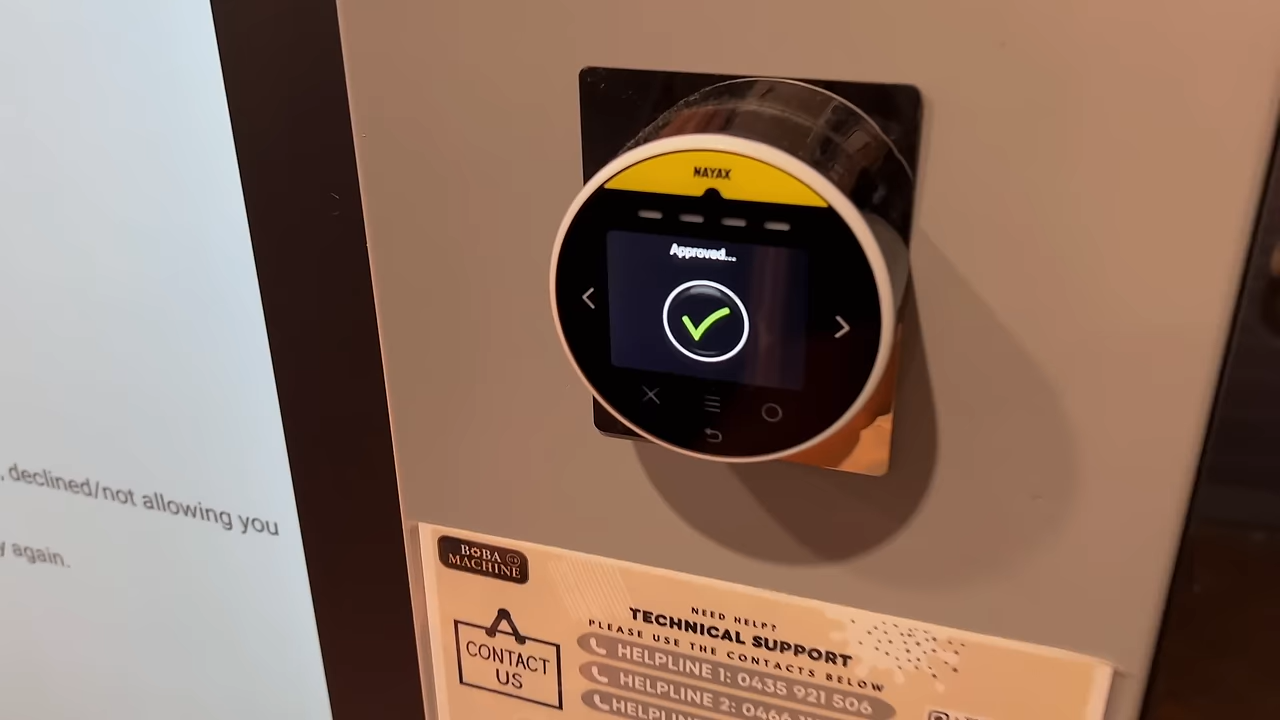 NAYAX
Approved...
declined/not allowing you
again.
BOBA
MACHINE
NEED HELP?
TECHNICAL SUPPORT
PLEASE USE THE CONTACTS BELOW
CONTACT
US
HELPLINE 1: 0435 921 506
HELPLINE 2: 0466